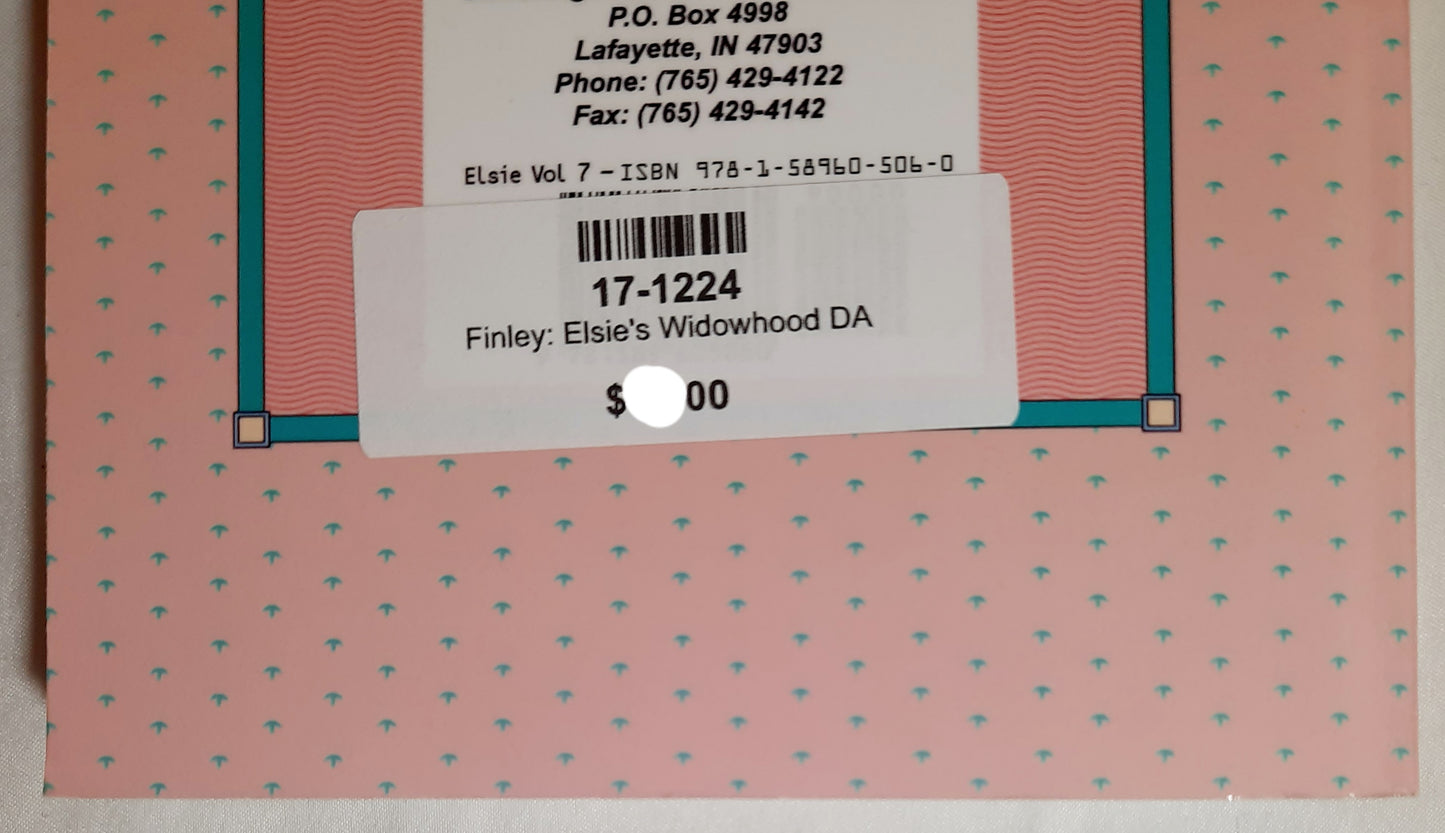 P.O. Box 4998
Lafayette, IN 47903
Phone: (765) 429-4122
Fax: (765) 429-4142
Elsie Vol 7 – ISBN 978-1-58960-506-0
17-1224
Finley: Elsie's Widowhood DA
$ 00